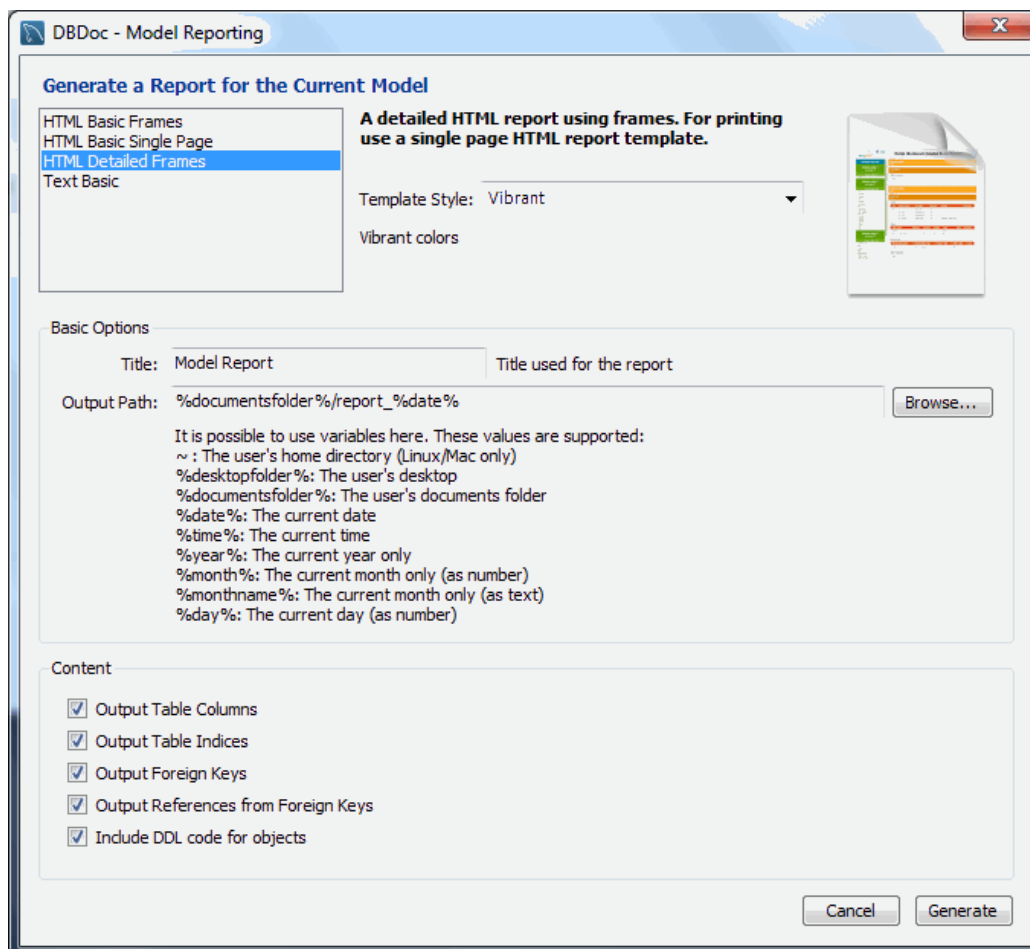 DBDoc - Model Reporting
Generate a Report for the Current Model
HTML Basic Frames
HTML Basic Single Page
HTML Detailed Frames
Text Basic
A detailed HTML report using frames. For printing
use a single page HTML report template.
Template Style: Vibrant
Vibrant colors
Basic Options
Title: Model Report Title used for the report
Output Path: %documentsfolder%/report_%date% Browse...
It is possible to use variables here. These values are supported:
~ : The user's home directory (Linux/Mac only)
%desktopfolder%: The user's desktop
%documentsfolder%: The user's documents folder
%date%: The current date
%time%: The current time
%year%: The current year only
%month%: The current month only (as number)
%monthname%: The current month only (as text)
%day%: The current day (as number)
Content
Output Table Columns
Output Table Indices
Output Foreign Keys
Output References from Foreign Keys
Include DDL code for objects
Cancel Generate